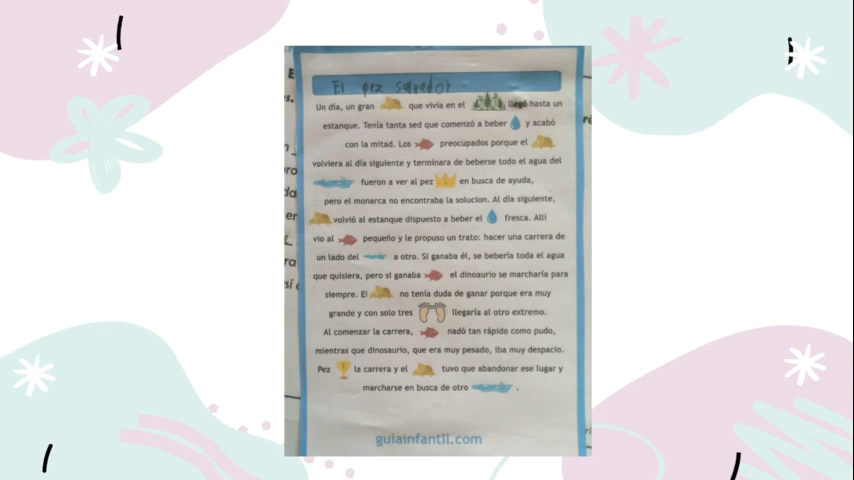 El pez salvador
Un día, un gran que vivía en el llegó hasta un
estanque. Tenía tanta sed que comenzó a beber y acabó
con la mitad. Los preocupados porque el
volviera al día siguiente y terminara de beberse todo el agua del
fueron a ver al pez en busca de ayuda,
pero el monarca no encontraba la solucion. Al día siguiente,
volvió al estanque dispuesto a beber el fresca. Allí
vio al pequeño y le propuso un trato: hacer una carrera de
un lado del a otro. Si ganaba él, se bebería toda el agua
que quisiera, pero si ganaba el dinoaurio se marcharía para
siempre. El no tenía duda de ganar porque era muy
grande y con solo tres llegaría al otro extremo.
Al comenzar la carrera, nadó tan rápido como pudo,
mientras que dinosaurio, que era muy pesado, iba muy despacio.
Pez la carrera y el tuvo que abandonar ese lugar y
marcharse en busca de otro .
guiainfantil.com